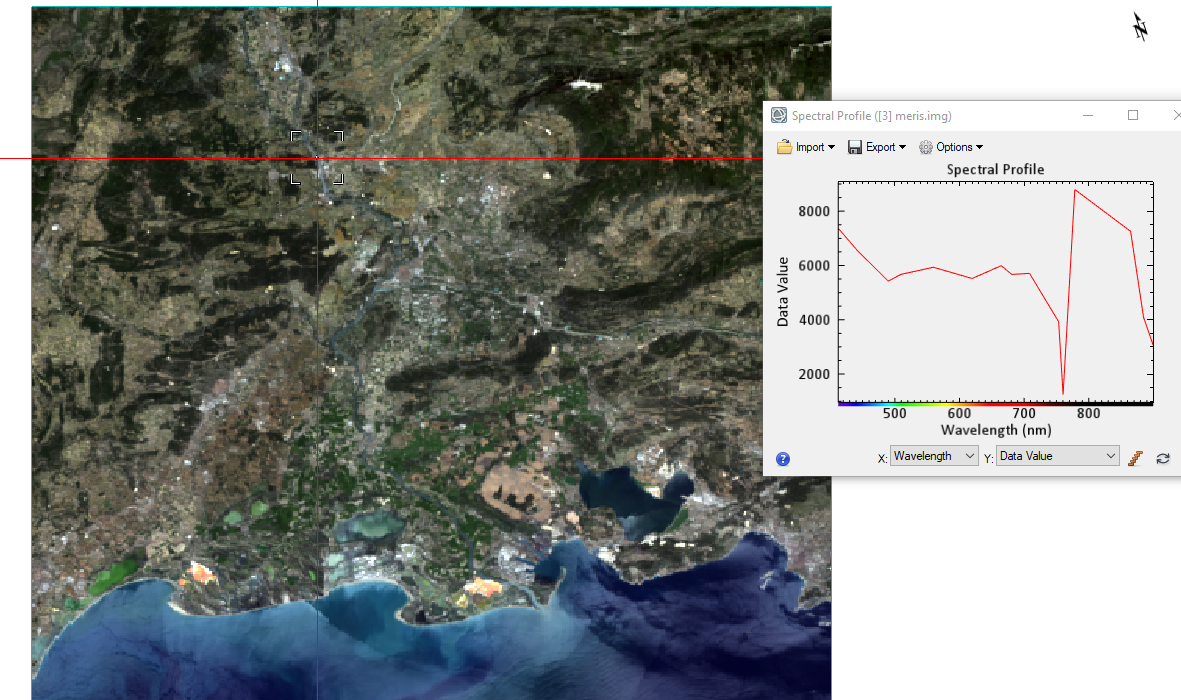 N
Spectral Profile ([3] meris.img)
Import Export Options
Spectral Profile
8000
6000
4000
2000
Data Value
500 600 700 800
Wavelength (nm)
? X: Wavelength Y: Data Value